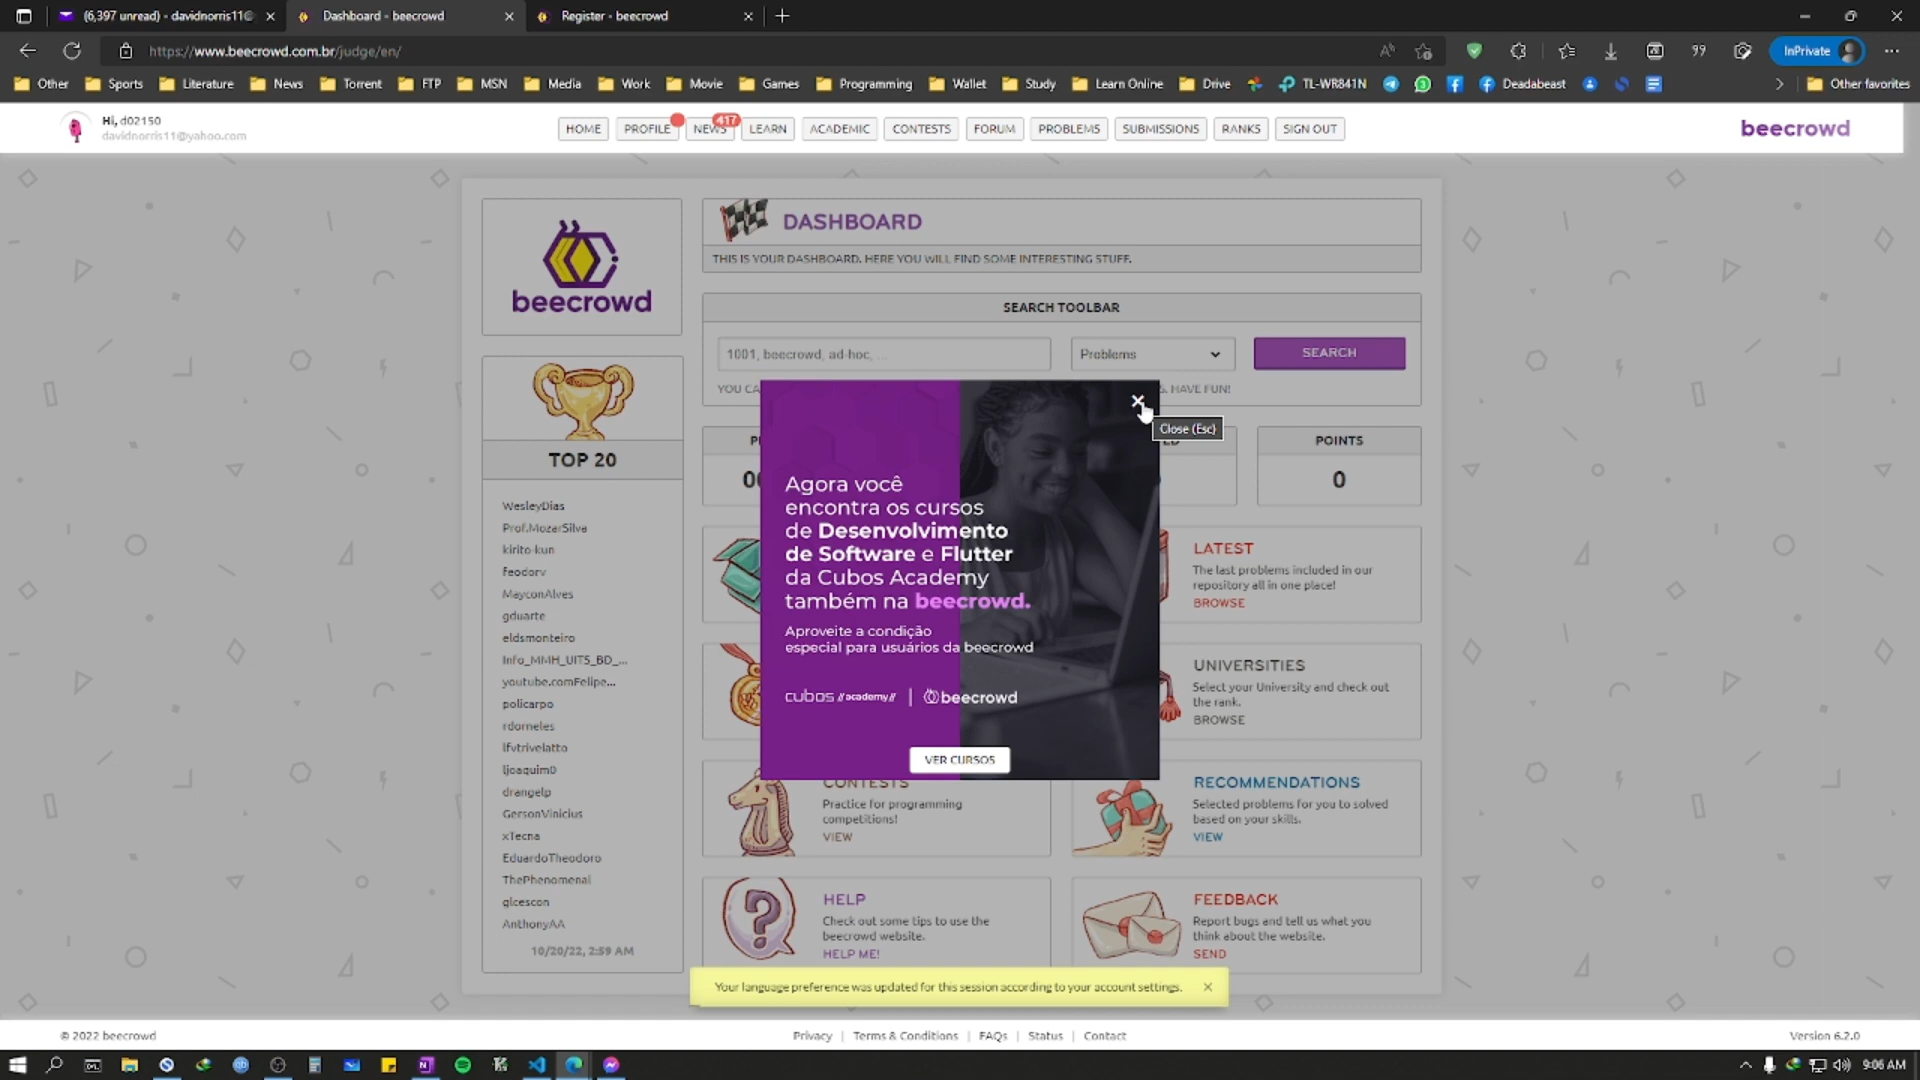 (6,397 unread) - davidnorris11@
Dashboard - beecrowd
Register - beecrowd
https://www.beecrowd.com.br/judge/en/
InPrivate
Other
Sports
Literature
News
Torrent
FTP
MSN
Media
Work
Movie
Games
Programming
Wallet
Study
Learn Online
Drive
TL-WR841N
Deadabeast
Other favorites
Hi, d02150
davidnorris11@yahoo.com
HOME
PROFILE
NEWS
417
LEARN
ACADEMIC
CONTESTS
FORUM
PROBLEMS
SUBMISSIONS
RANKS
SIGN OUT
beecrowd
beecrowd
DASHBOARD
THIS IS YOUR DASHBOARD. HERE YOU WILL FIND SOME INTERESTING STUFF.
SEARCH TOOLBAR
1001, beecrowd, ad-hoc, ...
Problems
SEARCH
YOU CA
HAVE FUN!
Close (Esc)
POINTS
0
TOP 20
WesleyDias
Prof.MozarSilva
kirito-kun
feodorv
MayconAlves
gduarte
eldsmonteiro
Info_MMH_UITS_BD_...
youtube.comFelipe...
policarpo
rdorneles
lfvtrivelatto
ljoaquim0
drangelp
GersonVinicius
xTecna
EduardoTheodoro
ThePhenomenal
glcescon
AnthonyAA
10/20/22, 2:59 AM
Agora você
encontra os cursos
de Desenvolvimento
de Software e Flutter
da Cubos Academy
também na beecrowd.
Aproveite a condição
especial para usuários da beecrowd
cubos //academy// | beecrowd
VER CURSOS
LATEST
The last problems included in our
repository all in one place!
BROWSE
UNIVERSITIES
Select your University and check out
the rank.
BROWSE
CONTESTS
Practice for programming
competitions!
VIEW
RECOMMENDATIONS
Selected problems for you to solved
based on your skills.
VIEW
HELP
Check out some tips to use the
beecrowd website.
HELP ME!
FEEDBACK
Report bugs and tell us what you
think about the website.
SEND
Your language preference was updated for this session according to your account settings.
© 2022 beecrowd
Privacy | Terms & Conditions | FAQs | Status | Contact
Version 6.2.0
9:06 AM